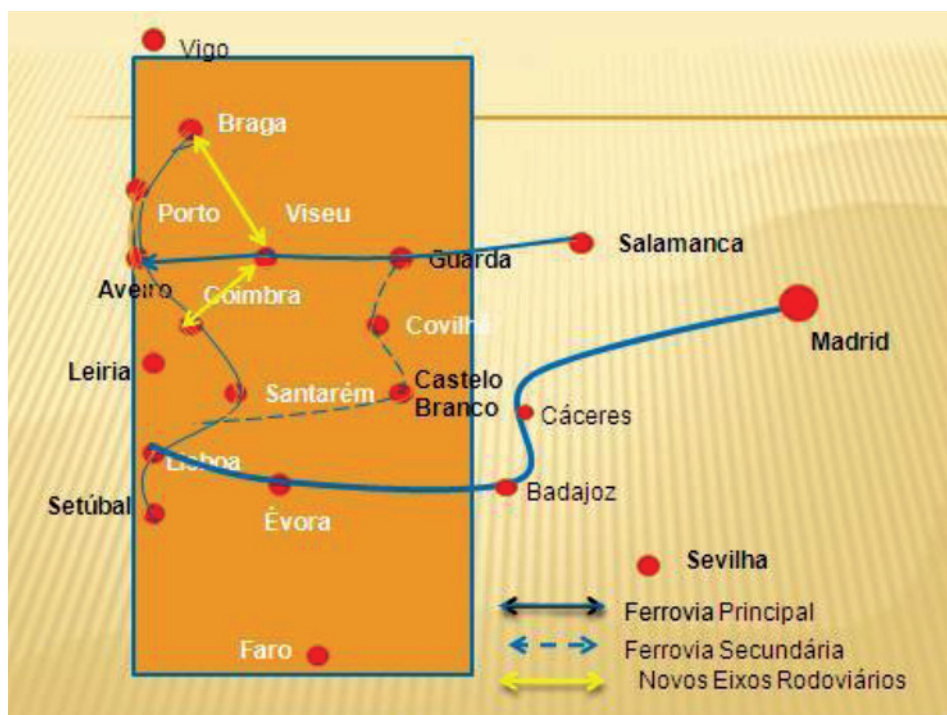 Vigo
Braga
Porto
Viseu
Salamanca
Guarda
Aveiro
Coimbra
Covilhã
Madrid
Leiria
Santarém
Castelo
Branco
Cáceres
Lisboa
Badajoz
Setúbal
Évora
Sevilha
Ferrovia Principal
Ferrovia Secundária
Faro
Novos Eixos Rodoviários